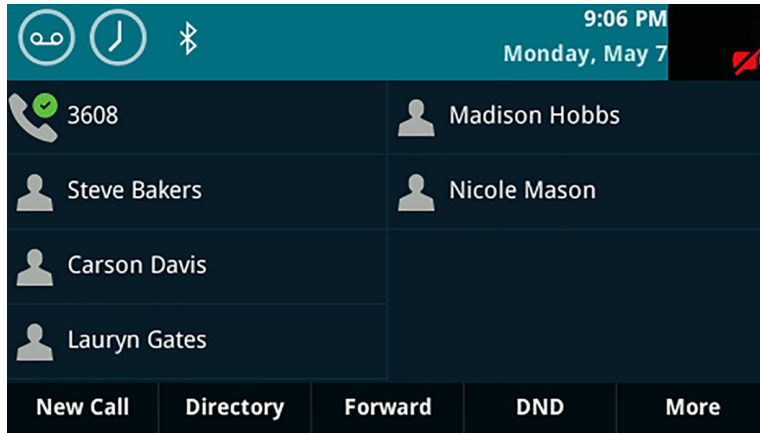 9:06 PM
Monday, May 7
3608
Madison Hobbs
Steve Bakers
Nicole Mason
Carson Davis
Lauryn Gates
New Call Directory Forward DND More